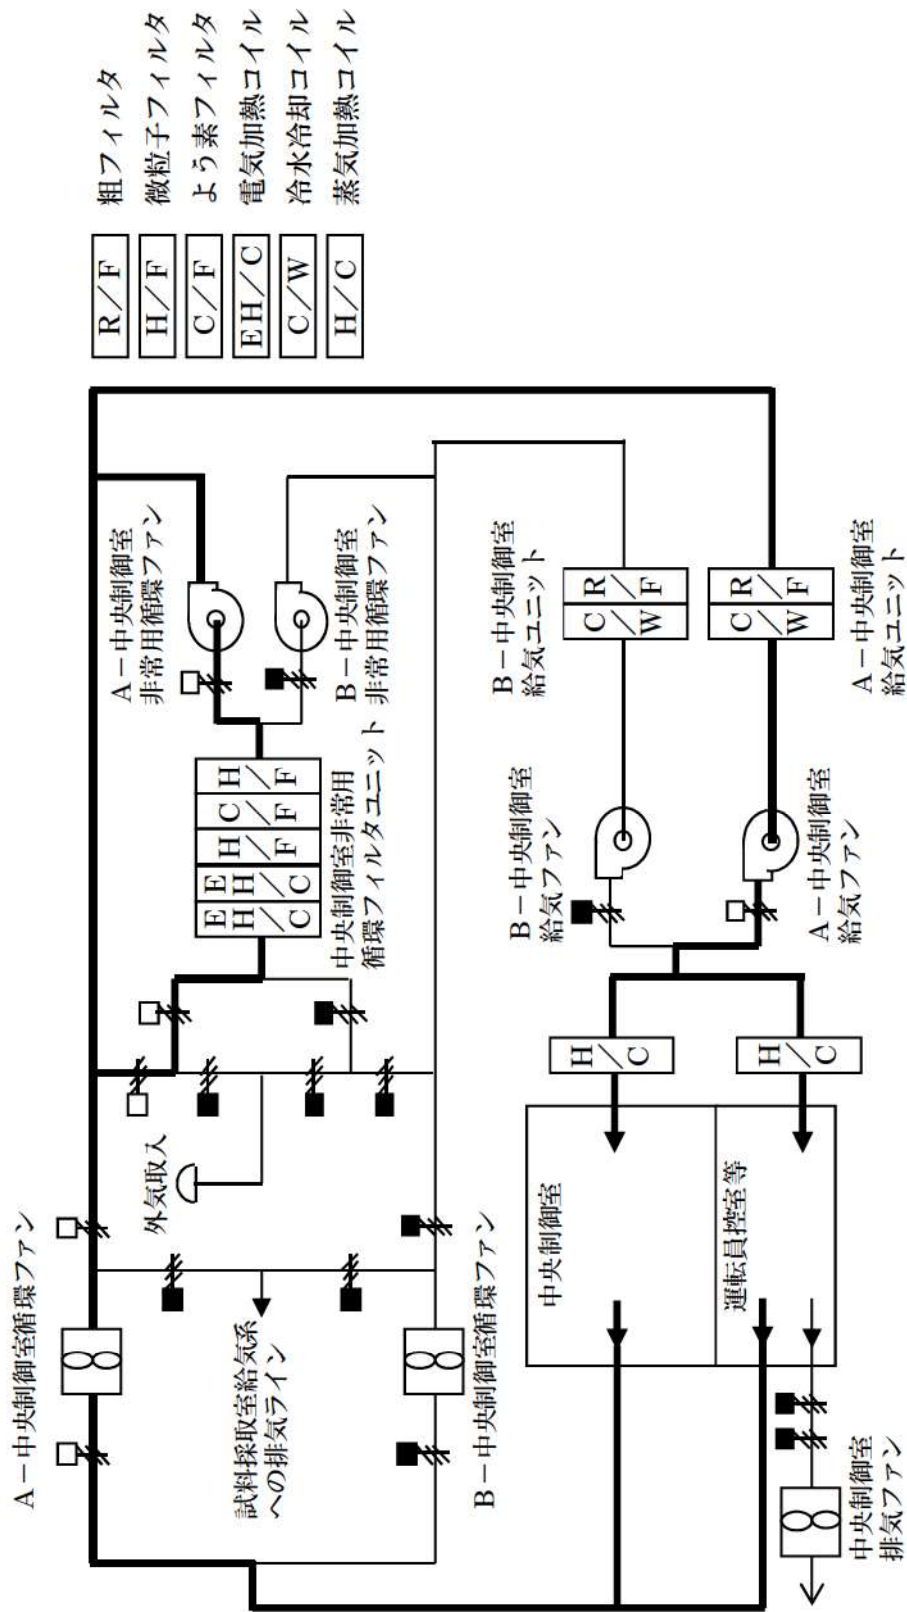 A－中央制御室循環ファン
外気取入
試料採取室給気系
への排気ライン
B－中央制御室循環ファン
A－中央制御室
非常用循環ファン
B－中央制御室
非常用循環ファン
EH/C
EH/C
H/F
C/F
H/F
中央制御室非常用
循環フィルタユニット
R/F 粗フィルタ
H/F 微粒子フィルタ
C/F よう素フィルタ
EH/C 電気加熱コイル
C/W 冷水冷却コイル
H/C 蒸気加熱コイル
中央制御室
運転員控室等
中央制御室
排気ファン
H/C
H/C
B－中央制御室
給気ファン
A－中央制御室
給気ファン
B－中央制御室
給気ユニット
C/W
R/F
C/W
R/F
A－中央制御室
給気ユニット